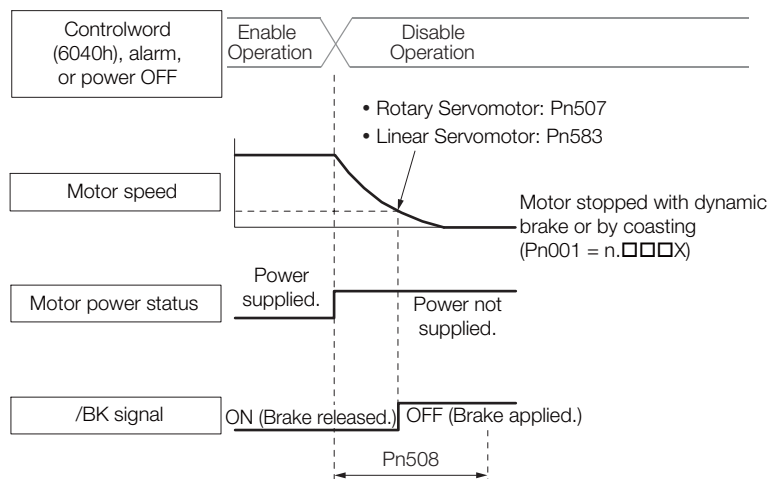 Controlword
(6040h), alarm,
or power OFF
Enable
Operation
Disable
Operation
• Rotary Servomotor: Pn507
• Linear Servomotor: Pn583
Motor speed
Motor stopped with dynamic
brake or by coasting
(Pn001 = n.□□□X)
Motor power status
Power
supplied.
Power not
supplied.
/BK signal
ON (Brake released.)
OFF (Brake applied.)
Pn508